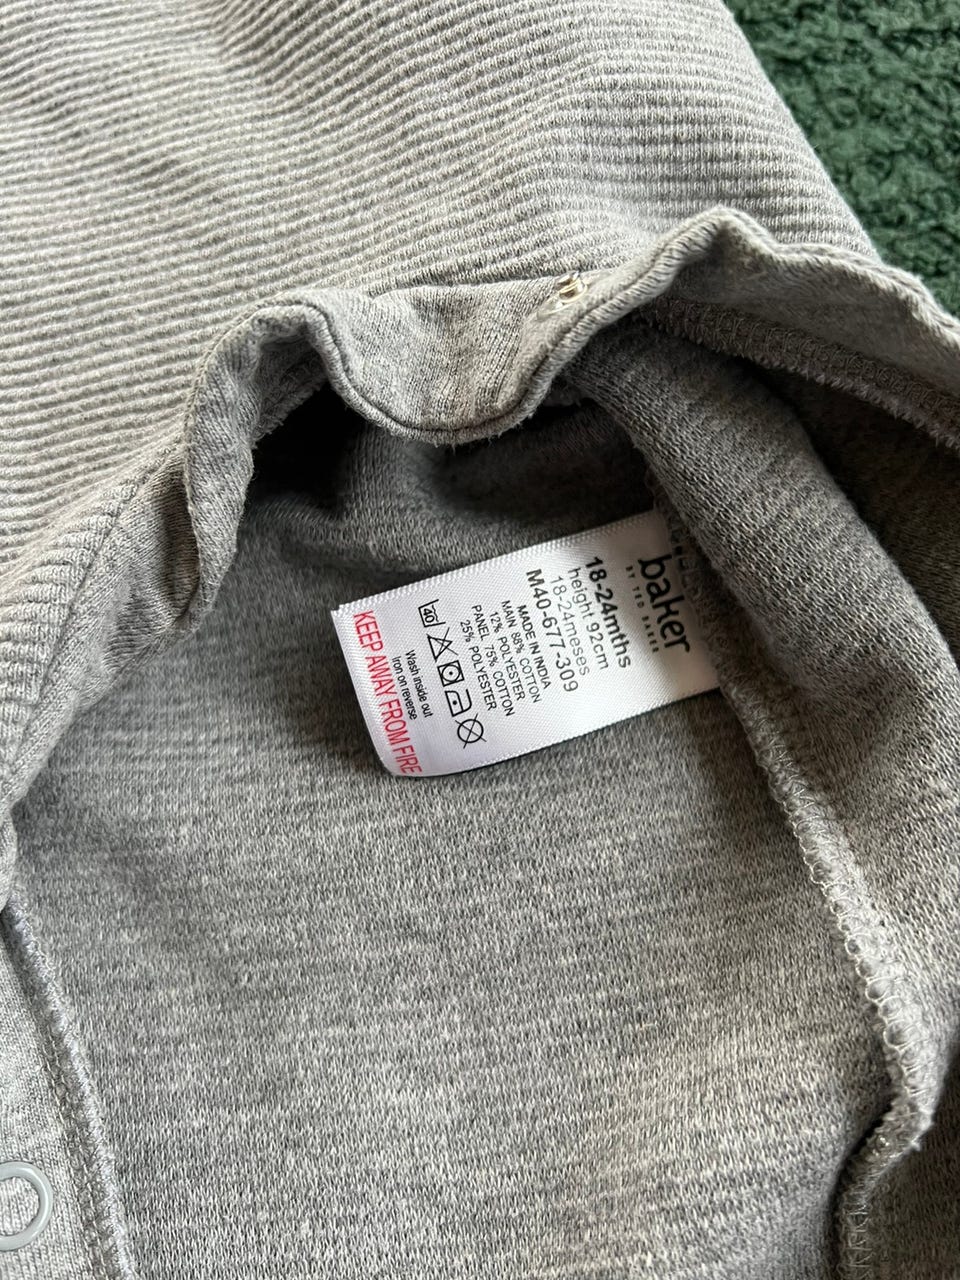 baker
BY TED BAKER
18-24mths
height 92cm
18-24meses
M40-677-309
MADE IN INDIA
MAIN 88% COTTON
12% POLYESTER
PANEL 75% COTTON
25% POLYESTER
40
Wash inside out
Iron on reverse
KEEP AWAY FROM FIRE